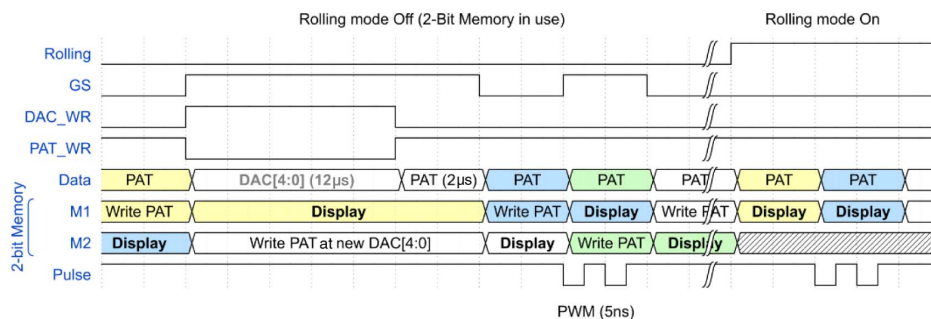 Rolling mode Off (2-Bit Memory in use) Rolling mode On
Rolling
GS
DAC_WR
PAT_WR
Data PAT DAC[4:0] (12µs) PAT (2µs) PAT PAT PAT PAT PAT
2-bit Memory
M1 Write PAT Display Write PAT Display Write PAT Display Write PAT
M2 Display Write PAT at new DAC[4:0] Display Write PAT Display
Pulse
PWM (5ns)